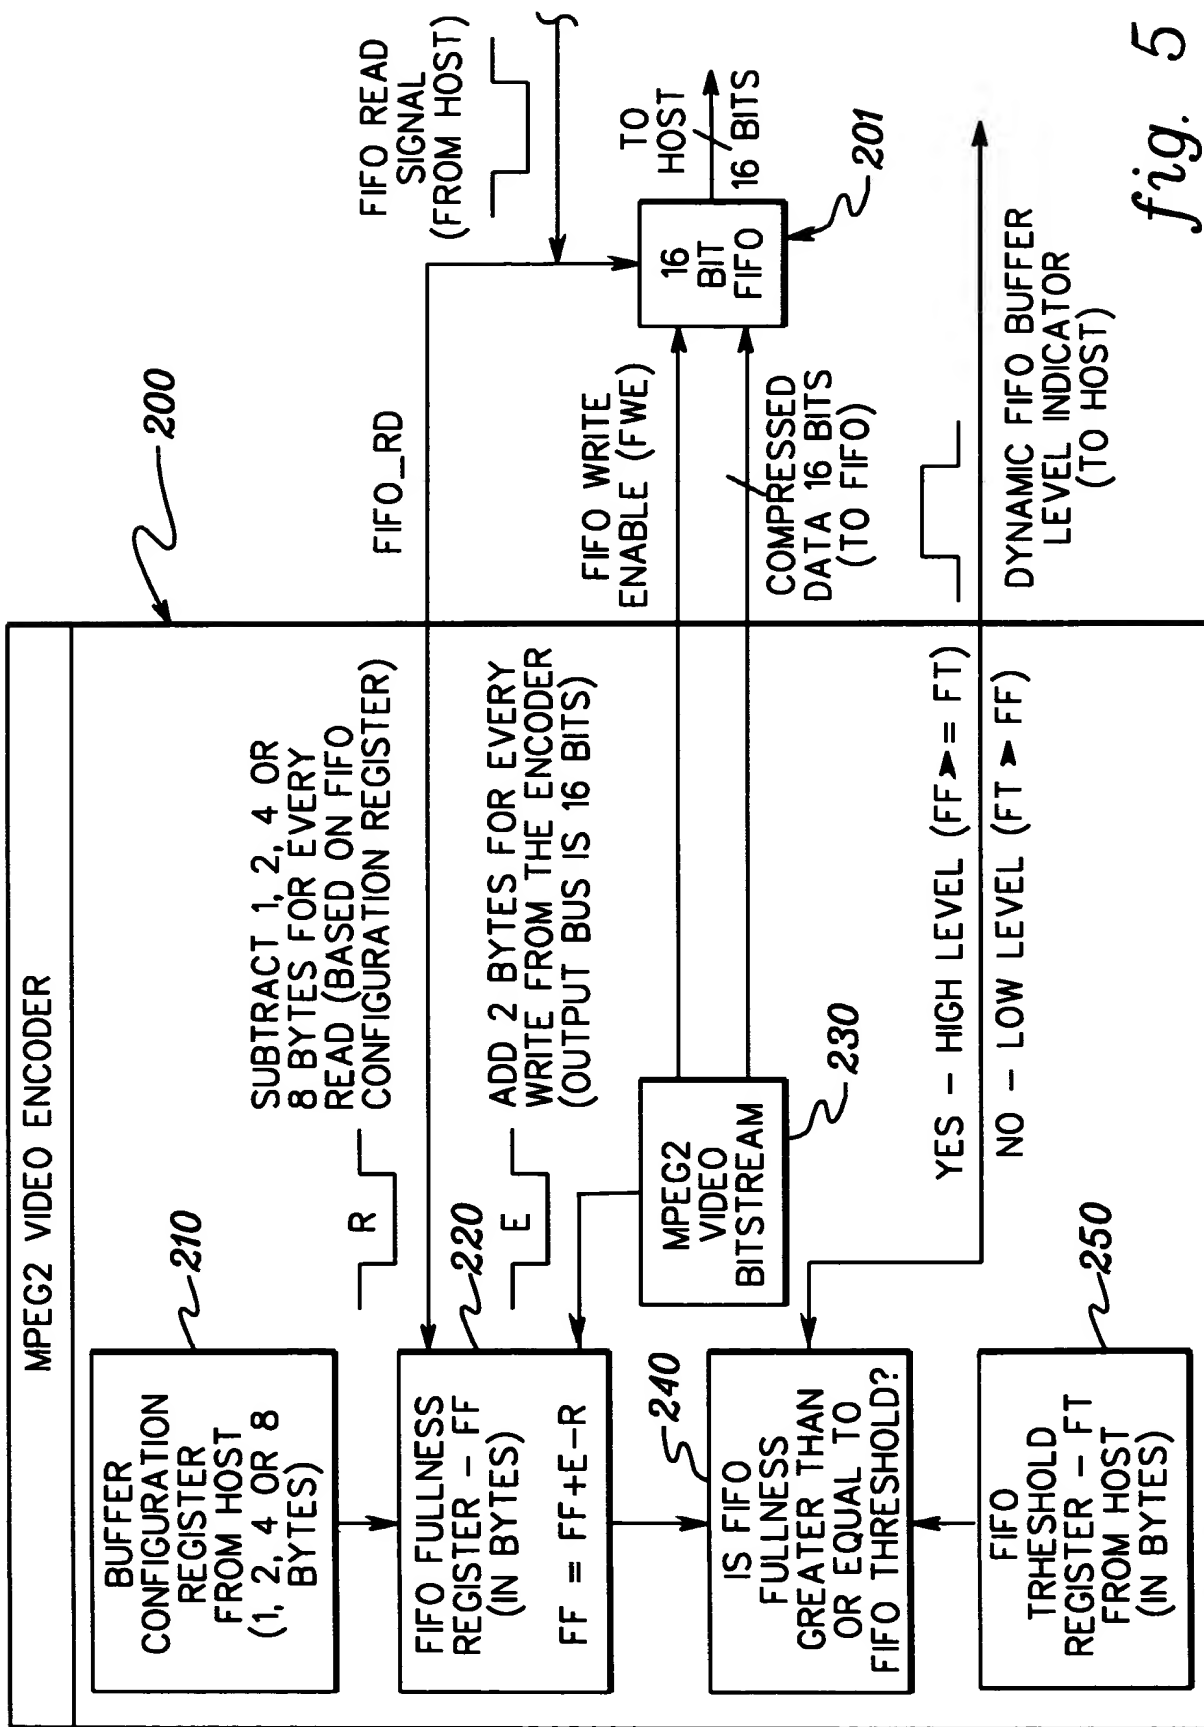 MPEG2 VIDEO ENCODER
200
BUFFER
CONFIGURATION
REGISTER
FROM HOST
(1, 2, 4 OR 8
BYTES)
210
SUBTRACT 1, 2, 4 OR
8 BYTES FOR EVERY
READ (BASED ON FIFO
CONFIGURATION REGISTER)
R
FIFO_RD
FIFO READ
SIGNAL
(FROM HOST)
FIFO FULLNESS
REGISTER – FF
(IN BYTES)
FF = FF+E–R
220
E
ADD 2 BYTES FOR EVERY
WRITE FROM THE ENCODER
(OUTPUT BUS IS 16 BITS)
FIFO WRITE
ENABLE (FWE)
16
BIT
FIFO
TO
HOST
16 BITS
201
MPEG2
VIDEO
BITSTREAM
230
COMPRESSED
DATA 16 BITS
(TO FIFO)
240
IS FIFO
FULLNESS
GREATER THAN
OR EQUAL TO
FIFO THRESHOLD?
YES – HIGH LEVEL (FF > = FT)
NO – LOW LEVEL (FT > FF)
DYNAMIC FIFO BUFFER
LEVEL INDICATOR
(TO HOST)
FIFO
TRHESHOLD
REGISTER – FT
FROM HOST
(IN BYTES)
250
fig. 5